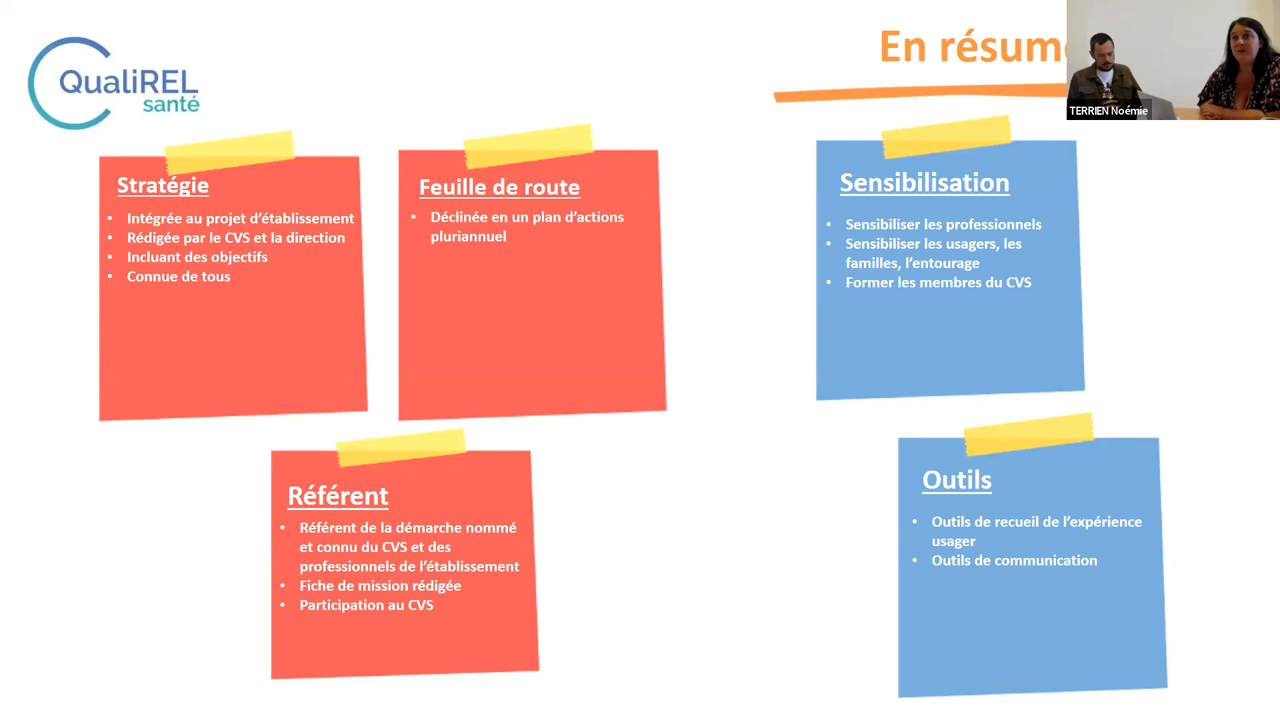 QualiREL
santé
En résum
TERRIEN Noémie
Stratégie
• Intégrée au projet d'établissement
• Rédigée par le CVS et la direction
• Incluant des objectifs
• Connue de tous
Feuille de route
• Déclinée en un plan d'actions
pluriannuel
Sensibilisation
• Sensibiliser les professionnels
• Sensibiliser les usagers, les
familles, l'entourage
• Former les membres du CVS
Référent
• Référent de la démarche nommé
et connu du CVS et des
professionnels de l'établissement
• Fiche de mission rédigée
• Participation au CVS
Outils
• Outils de recueil de l'expérience
usager
• Outils de communication